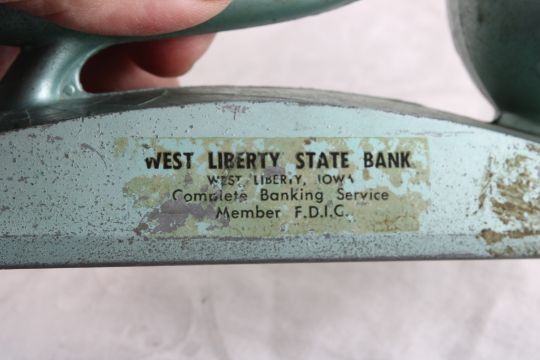 WEST LIBERTY STATE BANK
WEST LIBERTY, IOWA
Complete Banking Service
Member F.D.I.C.